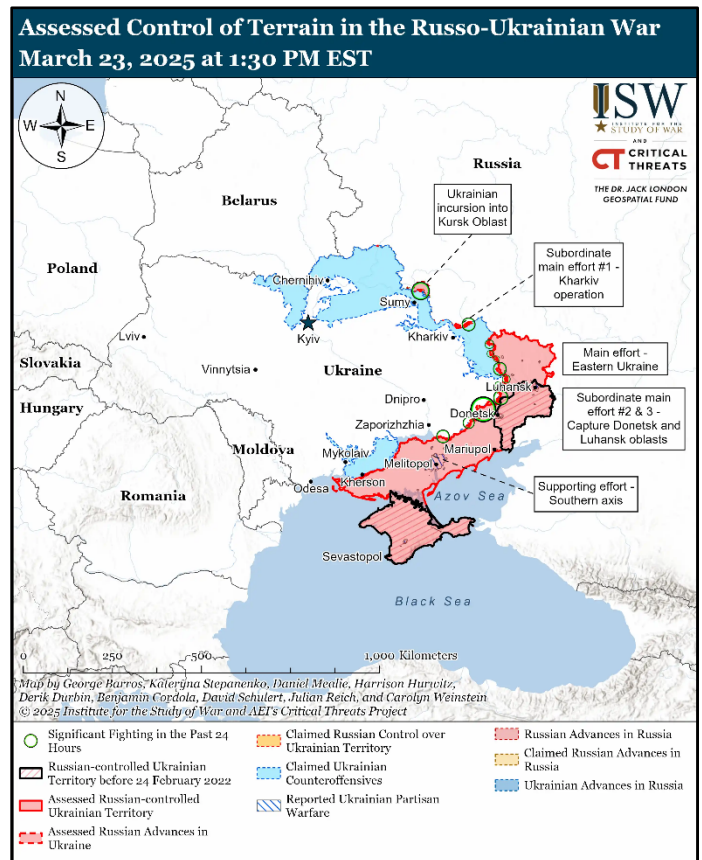 Assessed Control of Terrain in the Russo-Ukrainian War
March 23, 2025 at 1:30 PM EST
N
W
E
S
ISW
INSTITUTE FOR THE
STUDY OF WAR
AND
CT CRITICAL
THREATS
THE DR. JACK LONDON
GEOSPATIAL FUND
Russia
Belarus
Ukrainian
incursion into
Kursk Oblast
Poland
Subordinate
main effort #1 -
Kharkiv
operation
Chernihiv
Sumy
Kyiv
Kharkiv
Lviv
Main effort -
Eastern Ukraine
Slovakia
Vinnytsia
Ukraine
Luhansk
Hungary
Dnipro
Donetsk
Subordinate main
effort #2 & 3 -
Capture Donetsk and
Luhansk oblasts
Zaporizhzhia
Moldova
Mykolaiv
Mariupol
Melitopol
Kherson
Odesa
Romania
Azov Sea
Supporting effort -
Southern axis
Sevastopol
Black Sea
0
250
500
1,000 Kilometers
Map by George Barros, Kateryna Stepanenko, Daniel Mealie, Harrison Hurwitz,
Derik Durbin, Benjamin Cordola, David Schulert, Julian Reich, and Carolyn Weinstein
© 2025 Institute for the Study of War and AEI's Critical Threats Project
Significant Fighting in the Past 24
Hours
Russian-controlled Ukrainian
Territory before 24 February 2022
Assessed Russian-controlled
Ukrainian Territory
Assessed Russian Advances in
Ukraine
Claimed Russian Control over
Ukrainian Territory
Claimed Ukrainian
Counteroffensives
Reported Ukrainian Partisan
Warfare
Russian Advances in Russia
Claimed Russian Advances in
Russia
Ukrainian Advances in Russia